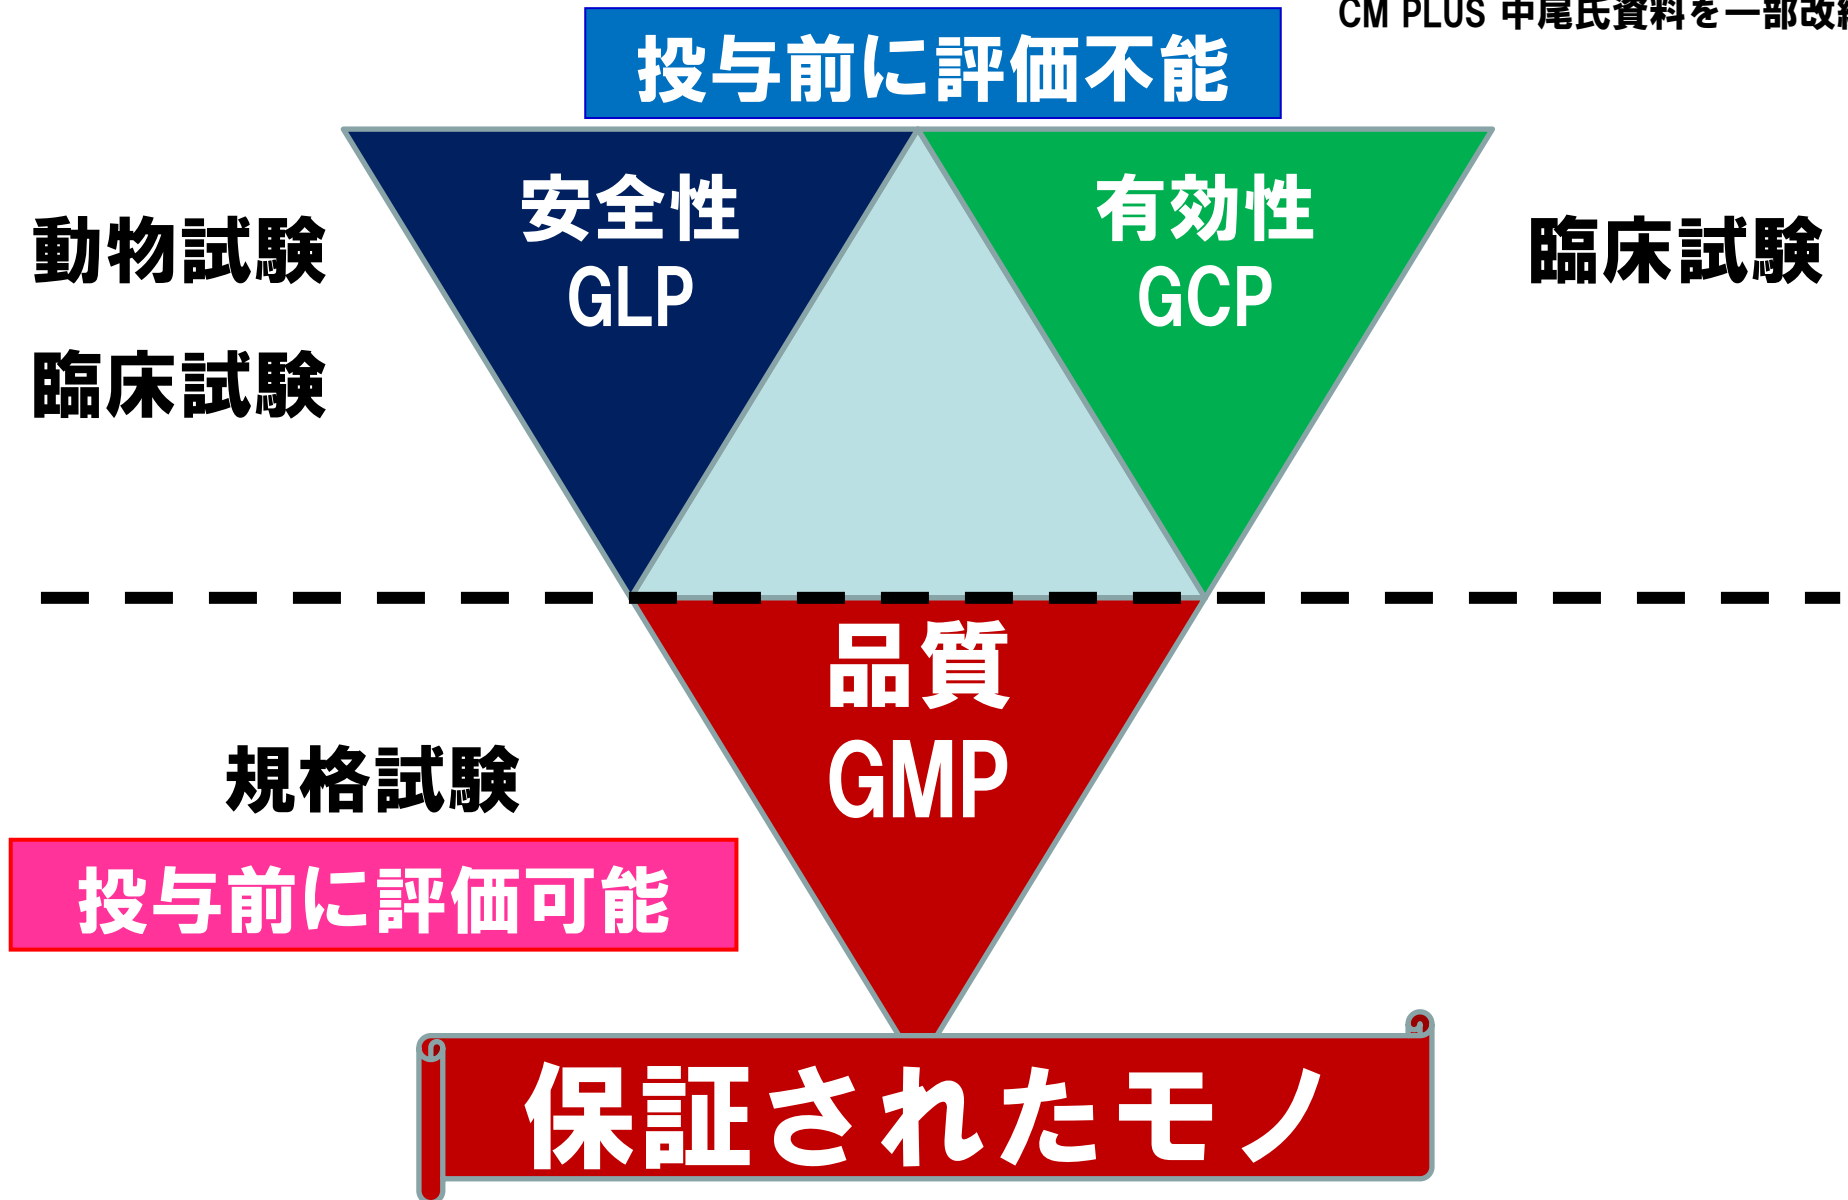 CM PLUS 中尾氏資料を一部改
投与前に評価不能
安全性
GLP
有効性
GCP
動物試験
臨床試験
臨床試験
品質
GMP
規格試験
投与前に評価可能
保証されたモノ